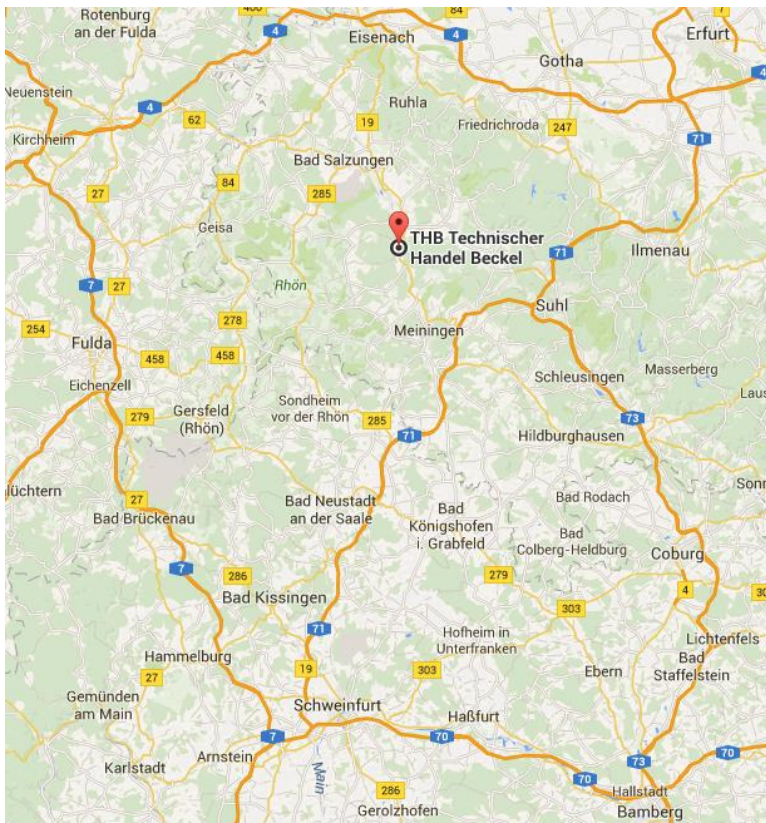 Rotenburg
an der Fulda
84
7
4
Eisenach
4
Erfurt
Gotha
4
Neuenstein
4
Ruhla
62
19
Friedrichroda
247
71
Kirchheim
Bad Salzungen
84
285
27
Geisa
THB Technischer
Handel Beckel
Ilmenau
71
7
27
Rhön
Suhl
278
254
Meiningen
Fulda
458
458
Masserberg
Schleusingen
Eichenzell
Sondheim
vor der Rhön
279
Gersfeld
(Rhön)
285
73
71
Hildburghausen
lüchtern
Bad Neustadt
an der Saale
27
Bad Brückenau
Bad
Königshofen
i. Grabfeld
Bad Rodach
Bad
Colberg-Heldburg
Coburg
7
286
279
4
Bad Kissingen
303
71
Hofheim in
Unterfranken
Lichtenfels
Hammelburg
19
303
Ebern
Bad
Staffelstein
27
Gemünden
am Main
Schweinfurt
Haßfurt
7
70
Arnstein
73
70
Karlstadt
Main
70
286
Hallstadt
Gerolzhofen
Bamberg